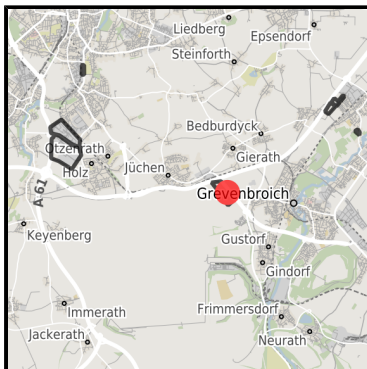 Liedberg
Epsendorf
Steinforth
Bedburdyck
Otzenrath
Holz
Jüchen
Gierath
A 61
Grevenbroich
Keyenberg
Gustorf
Gindorf
Immerath
Frimmersdorf
Jackerath
Neurath